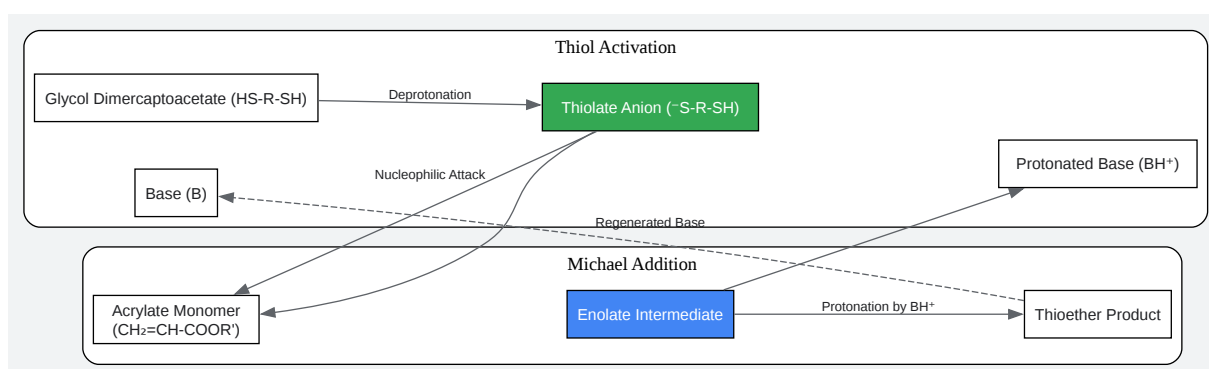 Thiol Activation
Glycol Dimercaptoacetate (HS-R-SH)
Deprotonation
Thiolate Anion (⁻S-R-SH)
Nucleophilic Attack
Protonated Base (BH⁺)
Base (B)
Regenerated Base
Michael Addition
Acrylate Monomer
(CH₂=CH-COOR')
Enolate Intermediate
Protonation by BH⁺
Thioether Product